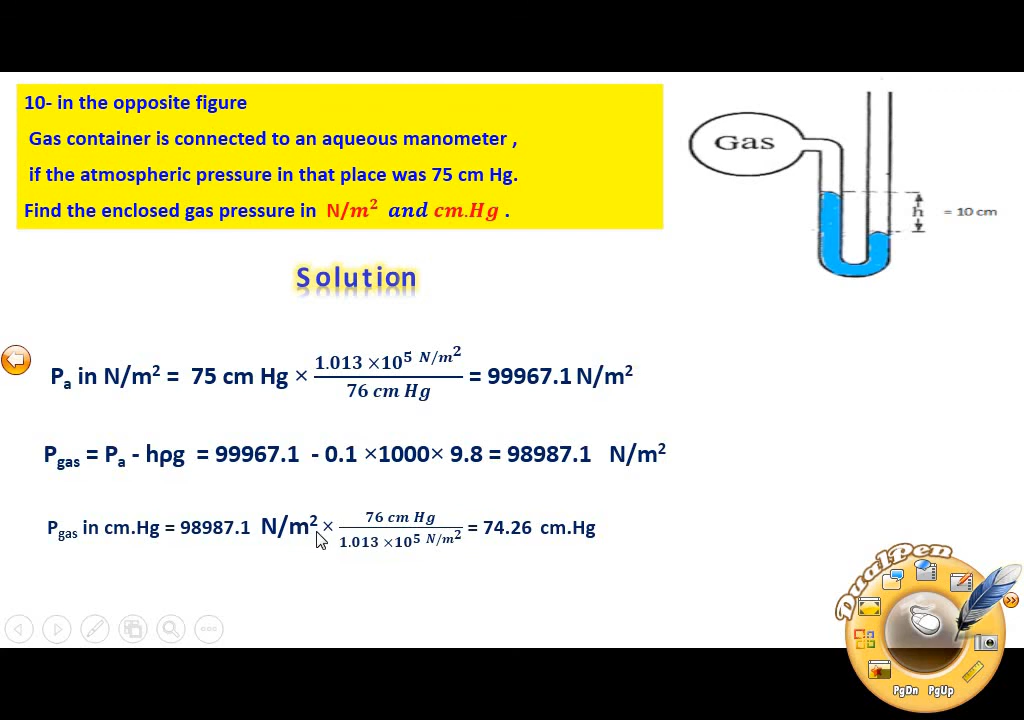 10- in the opposite figure
Gas container is connected to an aqueous manometer ,
if the atmospheric pressure in that place was 75 cm Hg.
Find the enclosed gas pressure in N/m² and cm.Hg .
Gas
h = 10 cm
Solution
Pₐ in N/m² = 75 cm Hg × (1.013 ×10⁵ N/m²)/(76 cm Hg) = 99967.1 N/m²
P_gas = Pₐ - hρg = 99967.1 - 0.1 ×1000× 9.8 = 98987.1 N/m²
P_gas in cm.Hg = 98987.1 N/m² × (76 cm Hg)/(1.013 ×10⁵ N/m²) = 74.26 cm.Hg
DualPen
PgDn PgUp